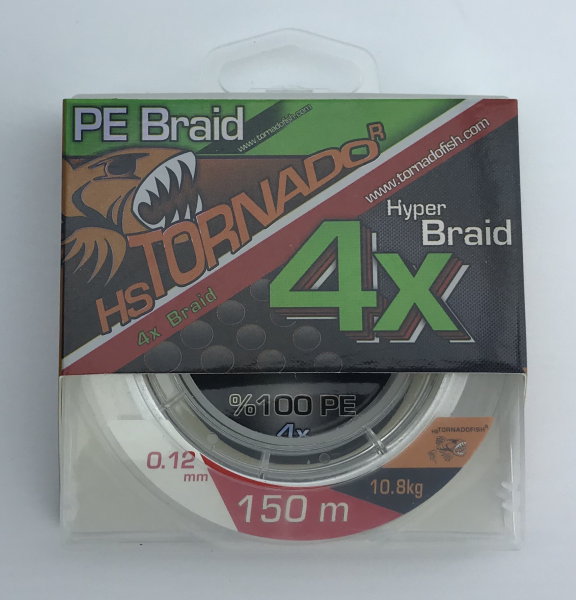 PE Braid
www.tornadofish.com
HS TORNADO R
www.tornadofish.com
Hyper
Braid
4x
4x Braid
%100 PE
4x
0.12
mm
150 m
10.8kg
HSTORNADOFISH R